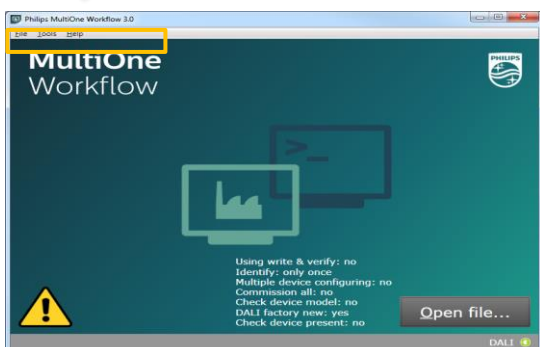 Philips MultiOne Workflow 3.0
File Tools Help
MultiOne
Workflow
PHILIPS
>_
Using write & verify: no
Identify: only once
Multiple device configuring: no
Commission all: no
Check device model: no
DALI factory new: yes
Check device present: no
Open file...
DALI